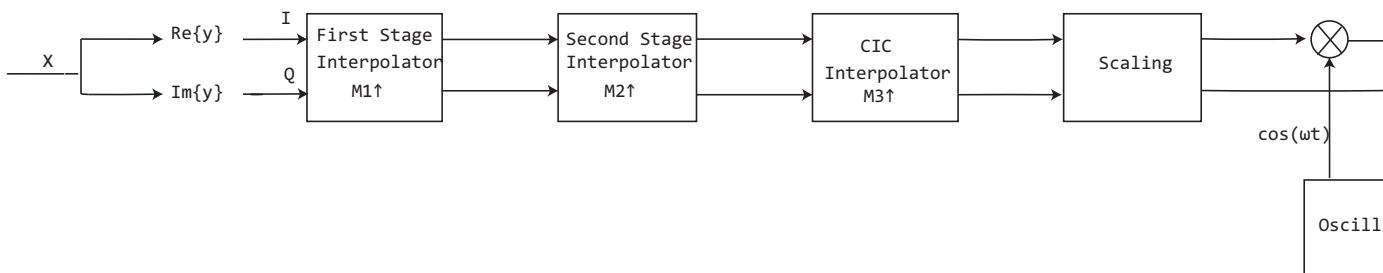 X
Re{y}
Im{y}
I
Q
First Stage
Interpolator
M1↑
Second Stage
Interpolator
M2↑
CIC
Interpolator
M3↑
Scaling
cos(ωt)
Oscill